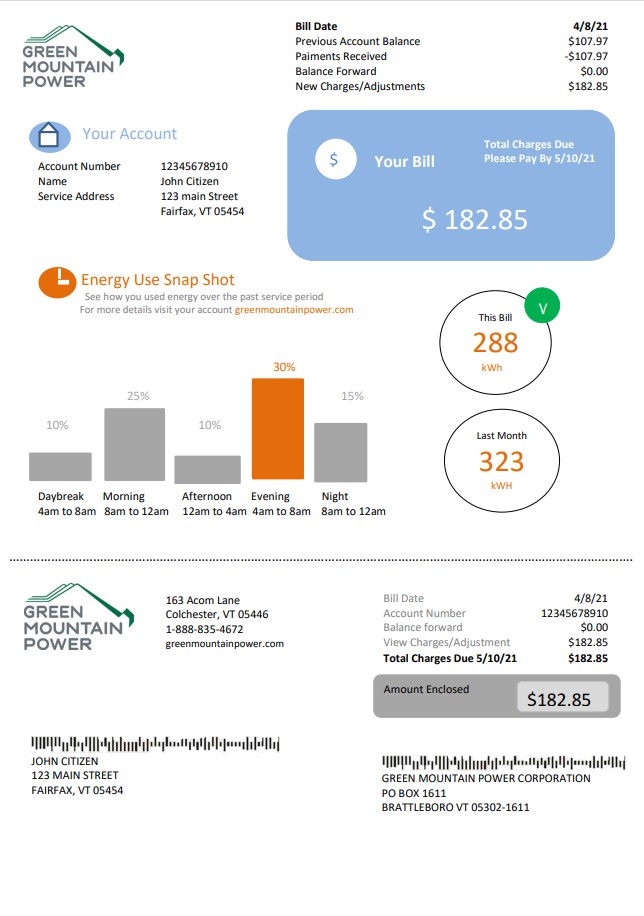 GREEN
MOUNTAIN
POWER
Bill Date 4/8/21
Previous Account Balance $107.97
Paiments Received -$107.97
Balance Forward $0.00
New Charges/Adjustments $182.85
Your Account
Account Number 12345678910
Name John Citizen
Service Address 123 main Street
Fairfax, VT 05454
$ Your Bill
Total Charges Due
Please Pay By 5/10/21
$ 182.85
Energy Use Snap Shot
See how you used energy over the past service period
For more details visit your account greenmountainpower.com
This Bill
V
288
kWh
Last Month
323
kWH
10% 25% 10% 30% 15%
Daybreak Morning Afternoon Evening Night
4am to 8am 8am to 12am 12am to 4am 4am to 8am 8am to 12am
GREEN
MOUNTAIN
POWER
163 Acom Lane
Colchester, VT 05446
1-888-835-4672
greenmountainpower.com
Bill Date 4/8/21
Account Number 12345678910
Balance forward $0.00
View Charges/Adjustment $182.85
Total Charges Due 5/10/21 $182.85
Amount Enclosed $182.85
JOHN CITIZEN
123 MAIN STREET
FAIRFAX, VT 05454
GREEN MOUNTAIN POWER CORPORATION
PO BOX 1611
BRATTLEBORO VT 05302-1611